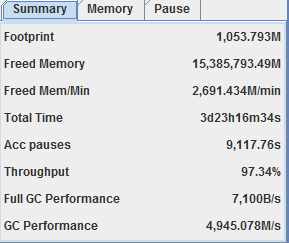 Summary Memory Pause
Footprint 1,053.793M
Freed Memory 15,385,793.49M
Freed Mem/Min 2,691.434M/min
Total Time 3d23h16m34s
Acc pauses 9,117.76s
Throughput 97.34%
Full GC Performance 7,100B/s
GC Performance 4,945.078M/s